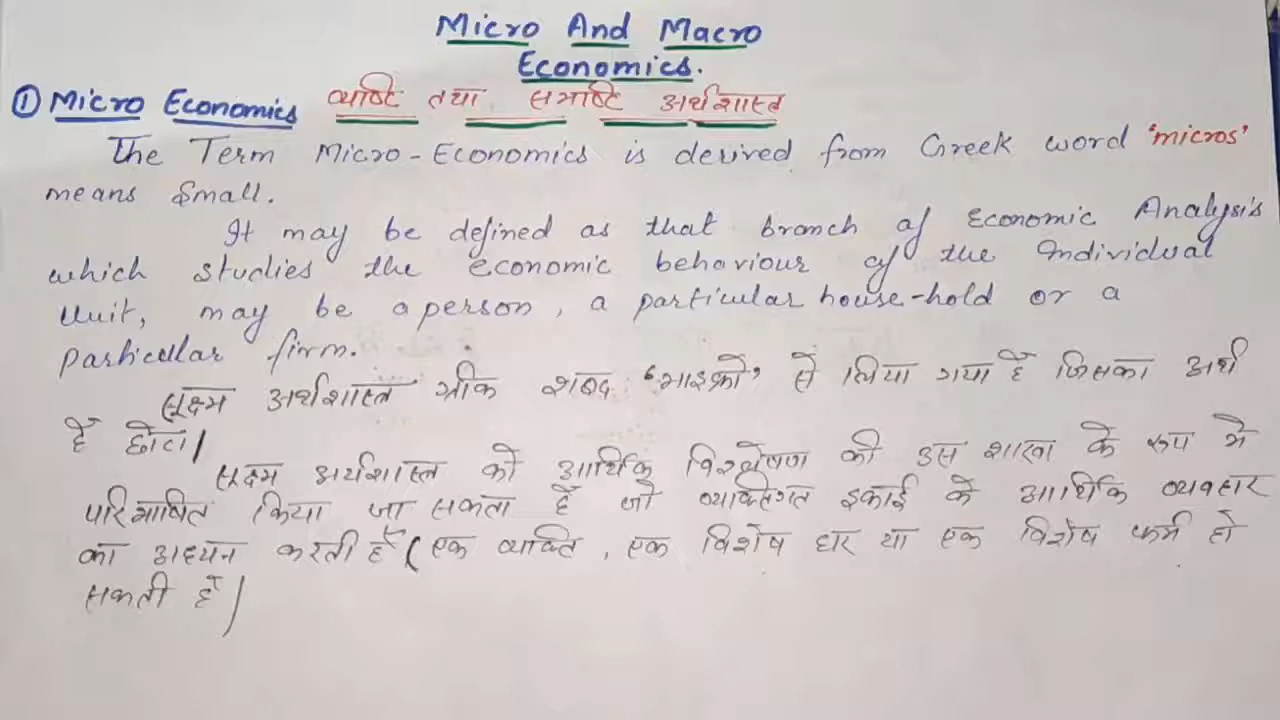 Micro And Macro
Economics.
① Micro Economics व्यष्टि तथा समष्टि अर्थशास्त्र
The Term Micro-Economics is derived from Greek word 'micros'
means Small.
It may be defined as that branch of Economic Analysis
which studies the economic behaviour of the Individual
Unit, may be a person, a particular house-hold or a
particular firm.
सूक्ष्म अर्थशास्त्र ग्रीक शब्द 'माइक्रो' से लिया गया है जिसका अर्थ
है छोटा।
सूक्ष्म अर्थशास्त्र को आर्थिक विश्लेषण की उस शाखा के रूप में
परिभाषित किया जा सकता है जो व्यक्तिगत इकाई के आर्थिक व्यवहार
का अध्यन करती है ( एक व्यक्ति, एक विशेष घर या एक विशेष फर्म हो
सकती है।